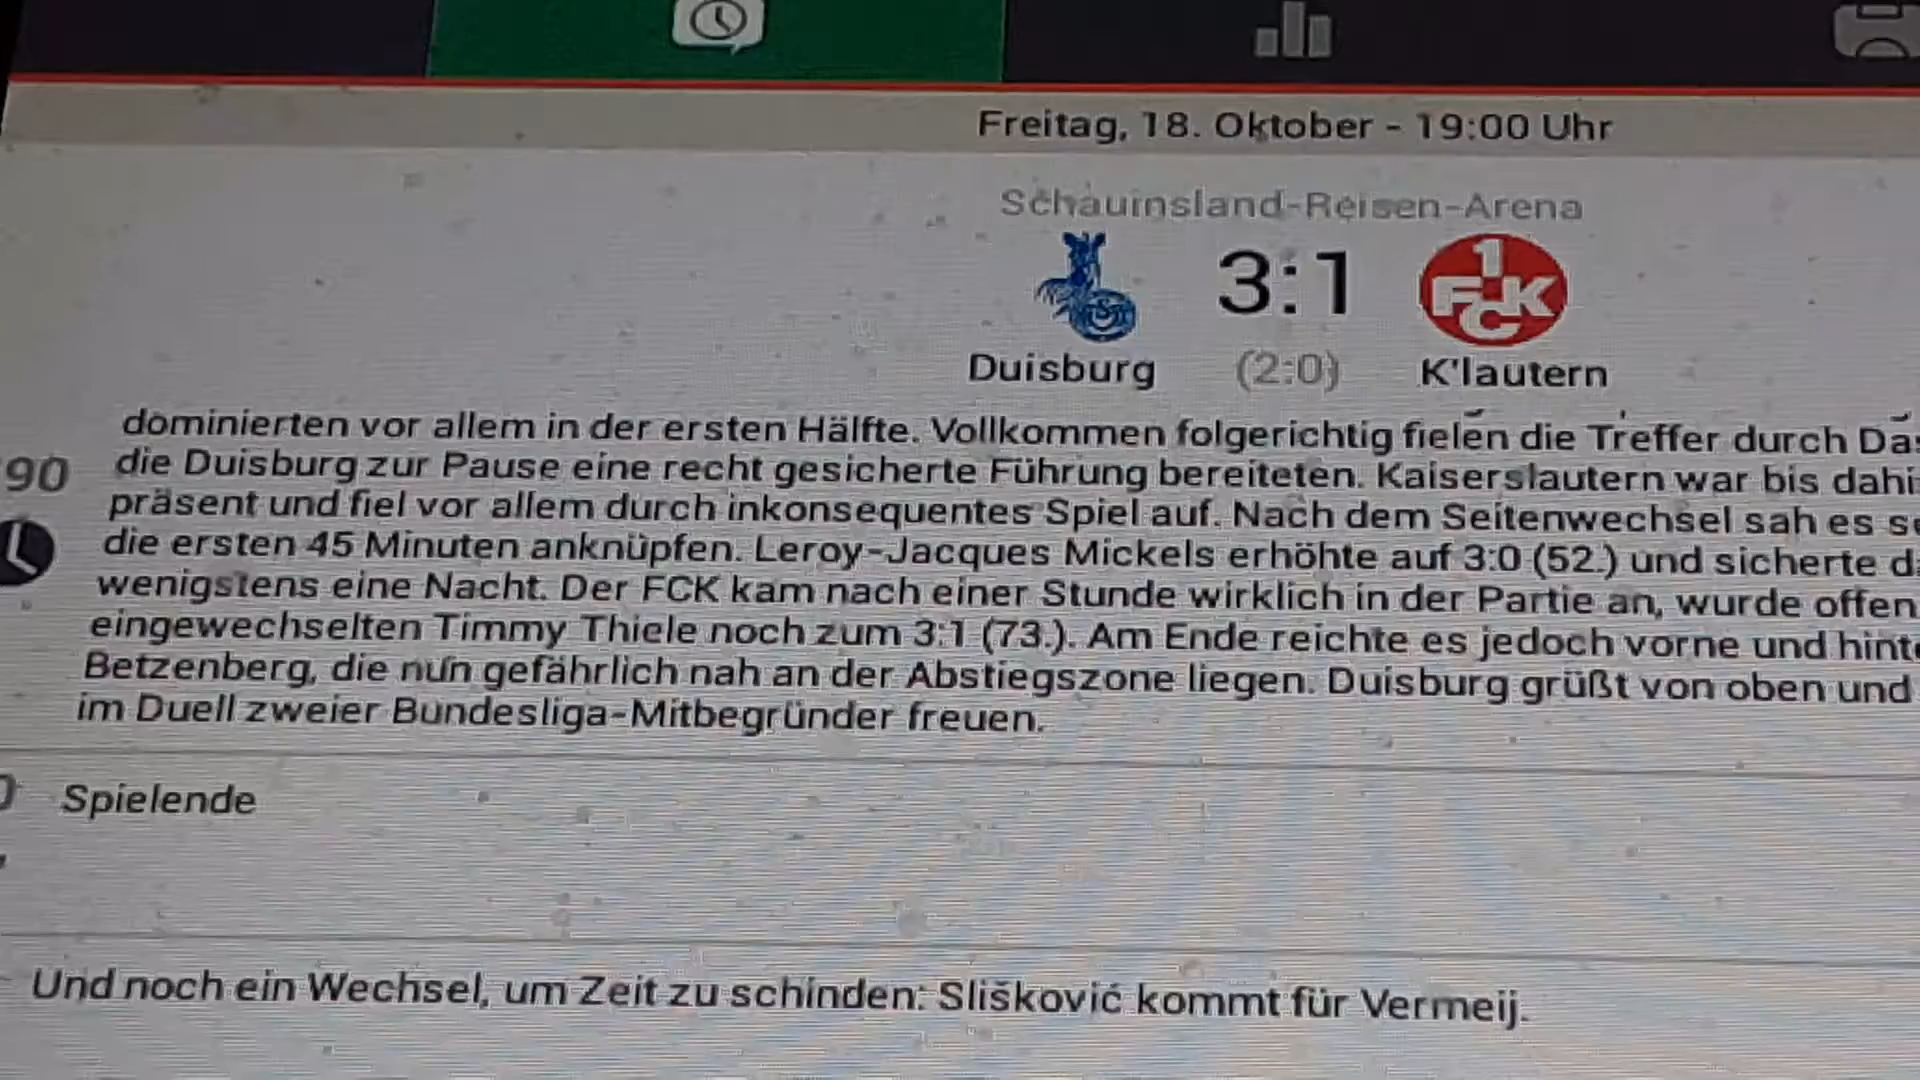 Freitag, 18. Oktober - 19:00 Uhr
Schauinsland-Reisen-Arena
3:1
1 FCK
Duisburg (2:0) K'lautern
dominierten vor allem in der ersten Hälfte. Vollkommen folgerichtig fielen die Treffer durch
90
die Duisburg zur Pause eine recht gesicherte Führung bereiteten. Kaiserslautern war bis
präsent und fiel vor allem durch inkonsequentes Spiel auf. Nach dem Seitenwechsel sah es
die ersten 45 Minuten anknüpfen. Leroy-Jacques Mickels erhöhte auf 3:0 (52.) und sicherte
wenigstens eine Nacht. Der FCK kam nach einer Stunde wirklich in der Partie an, wurde
eingewechselten Timmy Thiele noch zum 3:1 (73.). Am Ende reichte es jedoch vorne und
Betzenberg, die nun gefährlich nah an der Abstiegszone liegen. Duisburg grüßt von oben und
im Duell zweier Bundesliga-Mitbegründer freuen.
Spielende
Und noch ein Wechsel, um Zeit zu schinden: Slišković kommt für Vermeij.